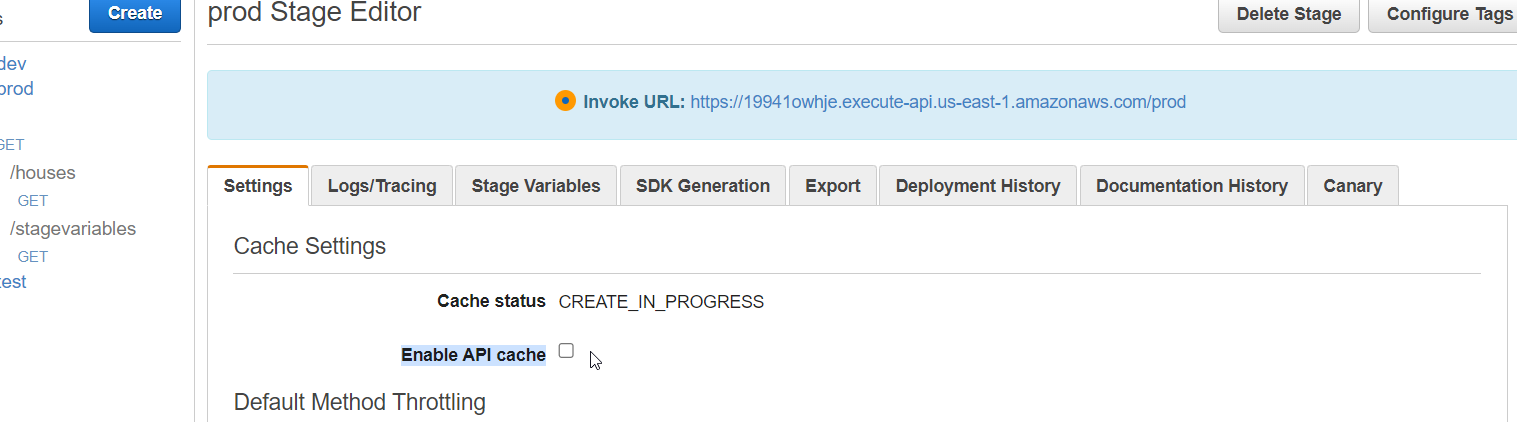 s
Create
prod Stage Editor
Delete Stage
Configure Tags
dev
prod
GET
/houses
GET
/stagevariables
GET
test
Invoke URL: https://19941owhje.execute-api.us-east-1.amazonaws.com/prod
Settings
Logs/Tracing
Stage Variables
SDK Generation
Export
Deployment History
Documentation History
Canary
Cache Settings
Cache status CREATE_IN_PROGRESS
Enable API cache
Default Method Throttling